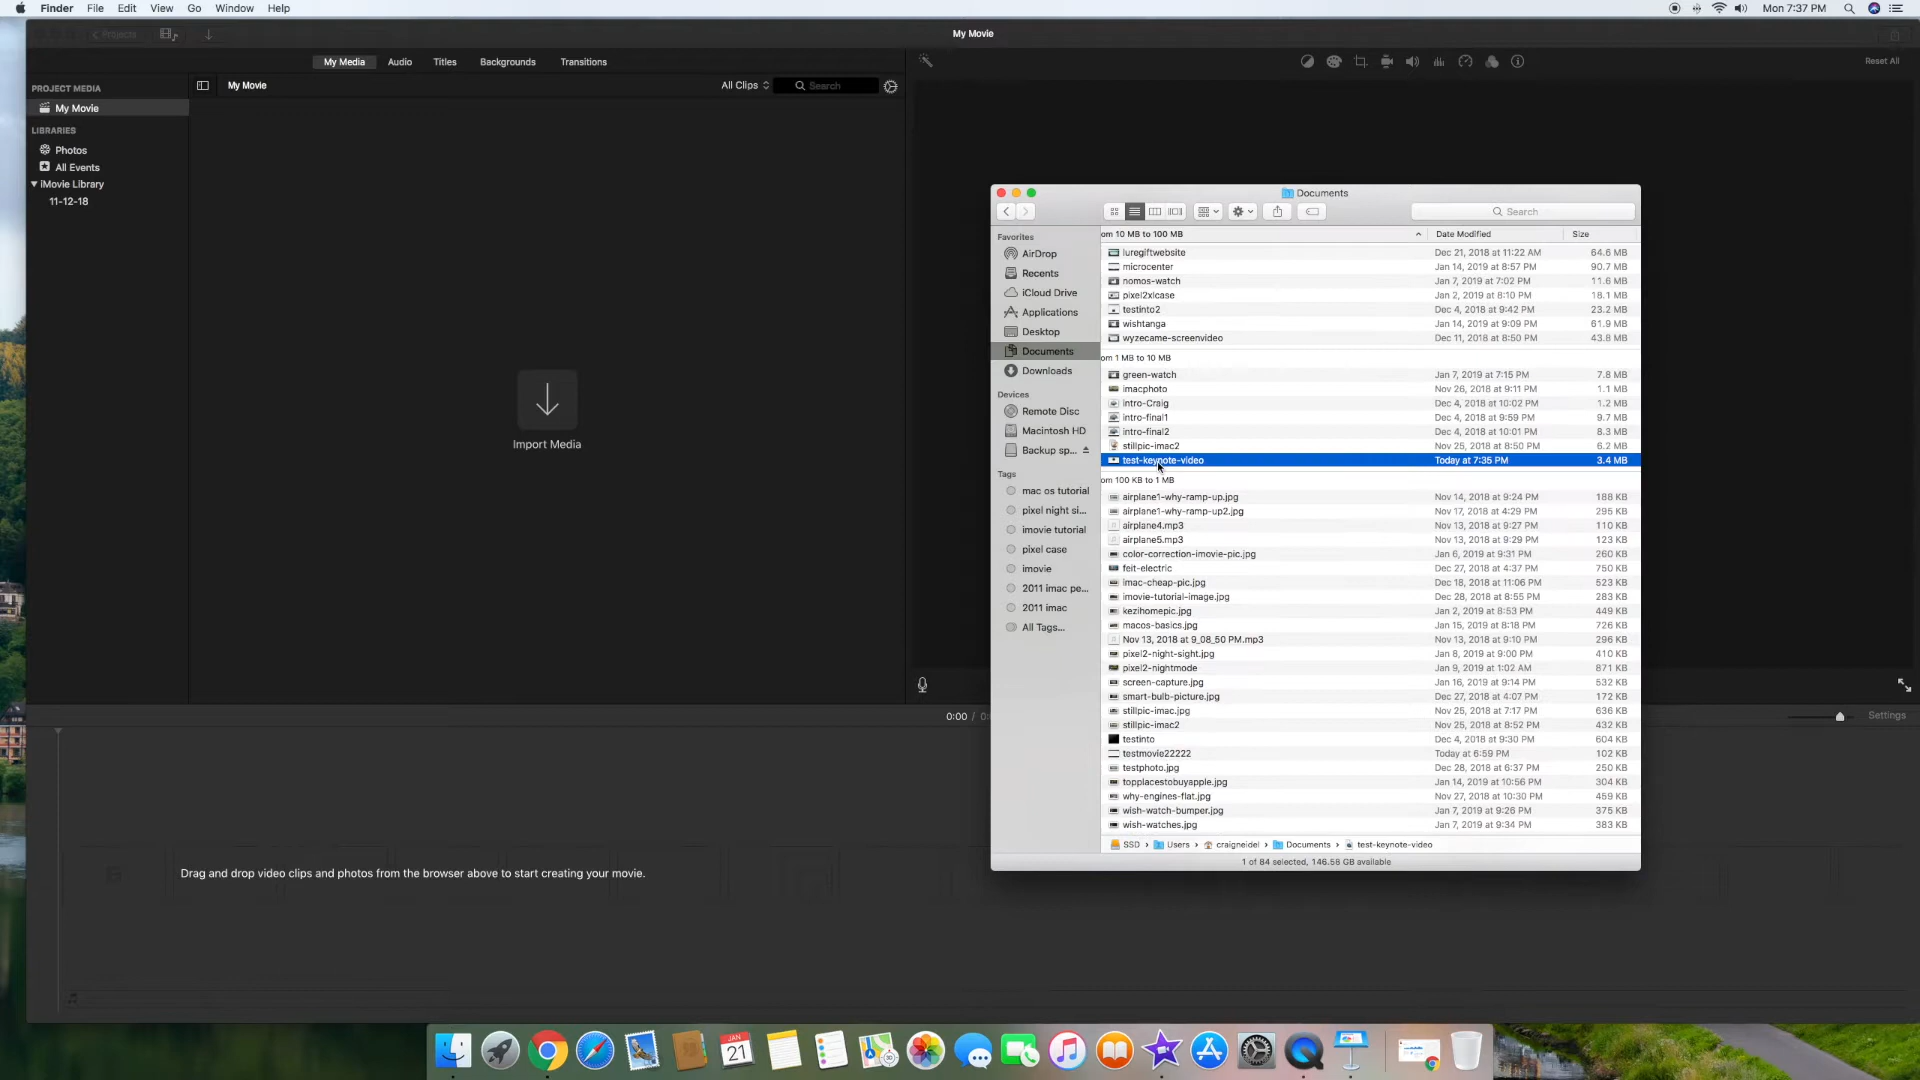 Finder File Edit View Go Window Help
Mon 7:37 PM
Projects
My Movie
My Media Audio Titles Backgrounds Transitions
Reset All
PROJECT MEDIA
My Movie
LIBRARIES
Photos
All Events
iMovie Library
11-12-18
My Movie
All Clips
Search
Import Media
0:00 / 0:
Settings
Drag and drop video clips and photos from the browser above to start creating your movie.
Documents
Search
Favorites
AirDrop
Recents
iCloud Drive
Applications
Desktop
Documents
Downloads
Devices
Remote Disc
Macintosh HD
Backup sp...
Tags
mac os tutorial
pixel night si...
imovie tutorial
pixel case
imovie
2011 imac pe...
2011 imac
All Tags...
om 10 MB to 100 MB Date Modified Size
luregiftwebsite Dec 21, 2018 at 11:22 AM 64.6 MB
microcenter Jan 14, 2019 at 8:57 PM 90.7 MB
nomos-watch Jan 7, 2019 at 7:02 PM 11.6 MB
pixel2xlcase Jan 2, 2019 at 8:10 PM 18.1 MB
testinto2 Dec 4, 2018 at 9:42 PM 23.2 MB
wishtanga Jan 14, 2019 at 9:09 PM 61.9 MB
wyzecame-screenvideo Dec 11, 2018 at 8:50 PM 43.8 MB
om 1 MB to 10 MB
green-watch Jan 7, 2019 at 7:15 PM 7.8 MB
imacphoto Nov 26, 2018 at 9:11 PM 1.1 MB
intro-Craig Dec 4, 2018 at 10:02 PM 1.2 MB
intro-final1 Dec 4, 2018 at 9:59 PM 9.7 MB
intro-final2 Dec 4, 2018 at 10:01 PM 8.3 MB
stillpic-imac2 Nov 25, 2018 at 8:50 PM 6.2 MB
test-keynote-video Today at 7:35 PM 3.4 MB
om 100 KB to 1 MB
airplane1-why-ramp-up.jpg Nov 14, 2018 at 9:24 PM 188 KB
airplane1-why-ramp-up2.jpg Nov 17, 2018 at 4:29 PM 295 KB
airplane4.mp3 Nov 13, 2018 at 9:27 PM 110 KB
airplane5.mp3 Nov 13, 2018 at 9:29 PM 123 KB
color-correction-imovie-pic.jpg Jan 6, 2019 at 9:31 PM 260 KB
feit-electric Dec 27, 2018 at 4:37 PM 750 KB
imac-cheap-pic.jpg Dec 18, 2018 at 11:06 PM 523 KB
imovie-tutorial-image.jpg Dec 28, 2018 at 8:55 PM 283 KB
kezihomepic.jpg Jan 2, 2019 at 8:53 PM 449 KB
macos-basics.jpg Jan 15, 2019 at 8:18 PM 726 KB
Nov 13, 2018 at 9_08_50 PM.mp3 Nov 13, 2018 at 9:10 PM 296 KB
pixel2-night-sight.jpg Jan 8, 2019 at 9:00 PM 410 KB
pixel2-nightmode Jan 9, 2019 at 1:02 AM 871 KB
screen-capture.jpg Jan 16, 2019 at 9:14 PM 532 KB
smart-bulb-picture.jpg Dec 27, 2018 at 4:07 PM 172 KB
stillpic-imac.jpg Nov 25, 2018 at 7:17 PM 636 KB
stillpic-imac2 Nov 25, 2018 at 8:52 PM 432 KB
testinto Dec 4, 2018 at 9:30 PM 604 KB
testmovie22222 Today at 6:59 PM 102 KB
testphoto.jpg Dec 28, 2018 at 6:37 PM 250 KB
topplacestobuyapple.jpg Jan 14, 2019 at 10:56 PM 304 KB
why-engines-flat.jpg Nov 27, 2018 at 10:30 PM 459 KB
wish-watch-bumper.jpg Jan 7, 2019 at 9:26 PM 375 KB
wish-watches.jpg Jan 7, 2019 at 9:34 PM 383 KB
SSD › Users › craigneidel › Documents › test-keynote-video
1 of 84 selected, 146.58 GB available
JAN
21